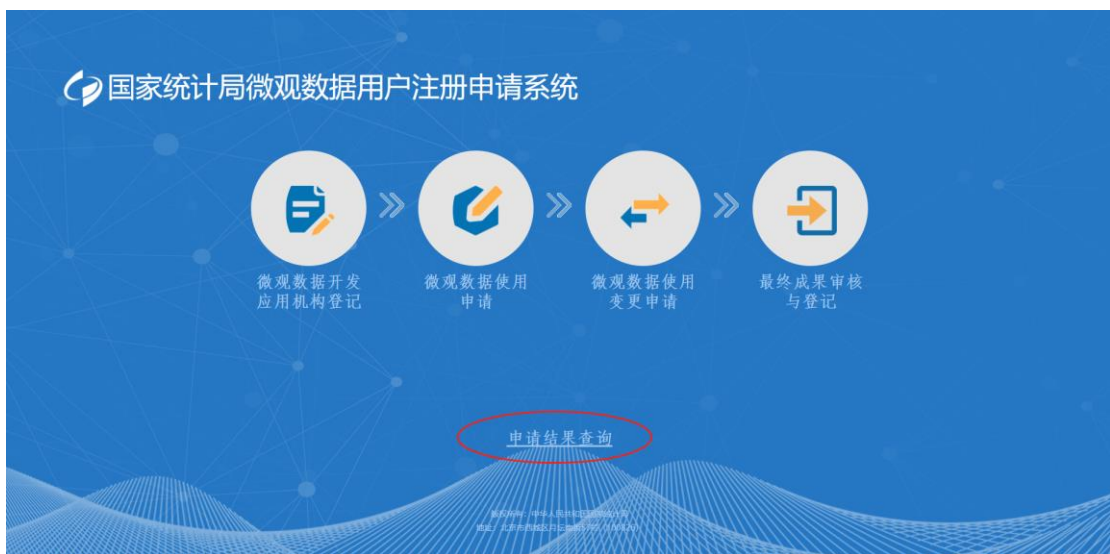 国家统计局微观数据用户注册申请系统
微观数据开发
应用机构登记
微观数据使用
申请
微观数据使用
变更申请
最终成果审核
与登记
申请结果查询